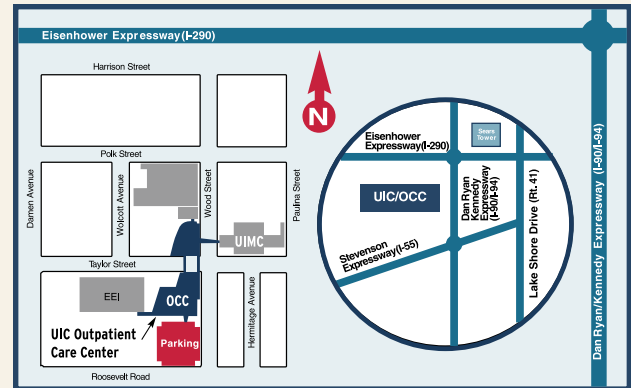 Eisenhower Expressway(I-290)
Harrison Street
N
Polk Street
Damen Avenue
Wolcott Avenue
Wood Street
Paulina Street
UIMC
Taylor Street
EEI
OCC
UIC Outpatient
Care Center
Parking
Hermitage Avenue
Roosevelt Road
Sears
Tower
Eisenhower
Expressway(I-290)
UIC/OCC
Dan Ryan
Kennedy
Expressway
(I-90/I-94)
Stevenson
Expressway(I-55)
Lake Shore Drive (Rt. 41)
Dan Ryan/Kennedy Expressway (I-90/I-94)